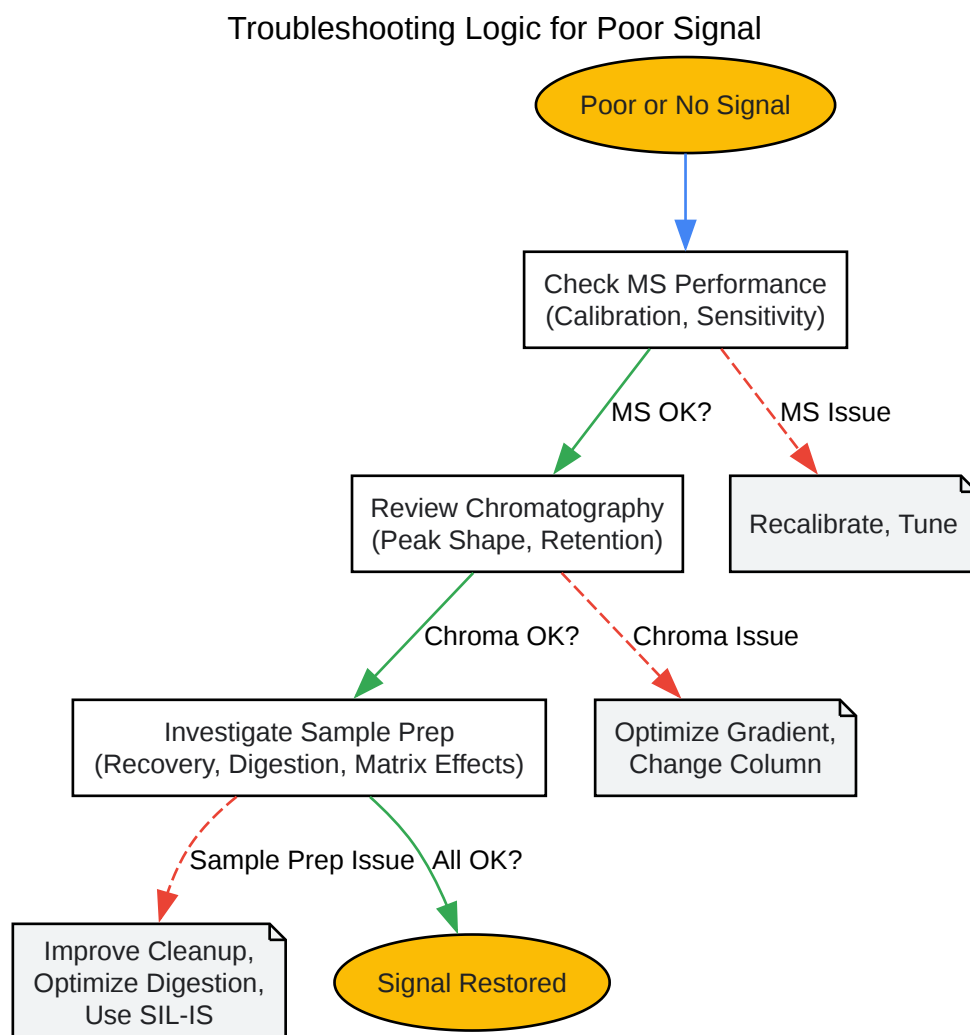 Troubleshooting Logic for Poor Signal
Poor or No Signal
Check MS Performance
(Calibration, Sensitivity)
MS OK?
MS Issue
Review Chromatography
(Peak Shape, Retention)
Recalibrate, Tune
Chroma OK?
Chroma Issue
Investigate Sample Prep
(Recovery, Digestion, Matrix Effects)
Optimize Gradient,
Change Column
Sample Prep Issue
All OK?
Improve Cleanup,
Optimize Digestion,
Use SIL-IS
Signal Restored